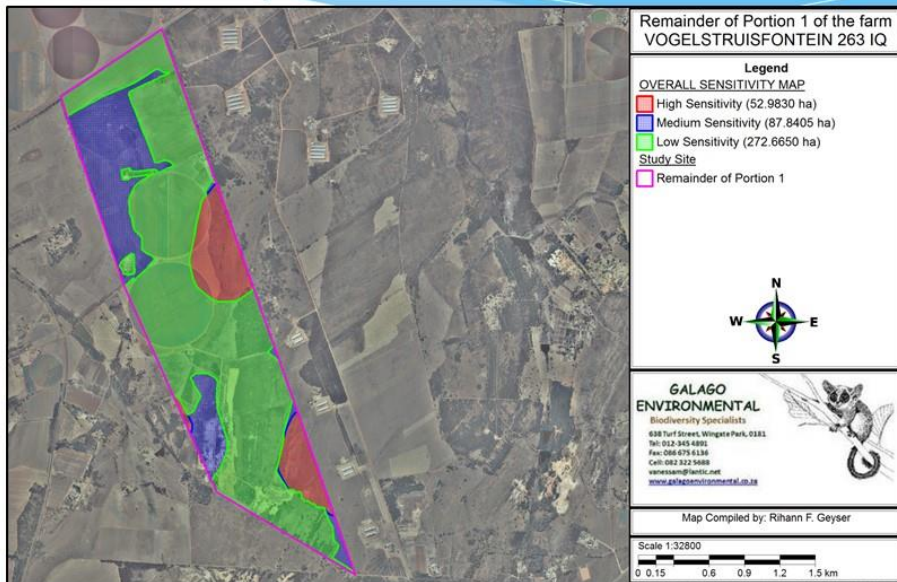 Remainder of Portion 1 of the farm
VOGELSTRUISFONTEIN 263 IQ
Legend
OVERALL SENSITIVITY MAP
High Sensitivity (52.9830 ha)
Medium Sensitivity (87.8405 ha)
Low Sensitivity (272.6650 ha)
Study Site
Remainder of Portion 1
N
W E
S
GALAGO
ENVIRONMENTAL
Biodiversity Specialists
638 Turf Street, Wingate Park, 0181
Tel: 012-345 4891
Fax: 086 675 6136
Cell: 082 322 5688
vanessam@lantic.net
www.galagoenvironmental.co.za
Map Compiled by: Rihann F. Geyser
Scale 1:32800
0 0.15 0.6 0.9 1.2 1.5 km